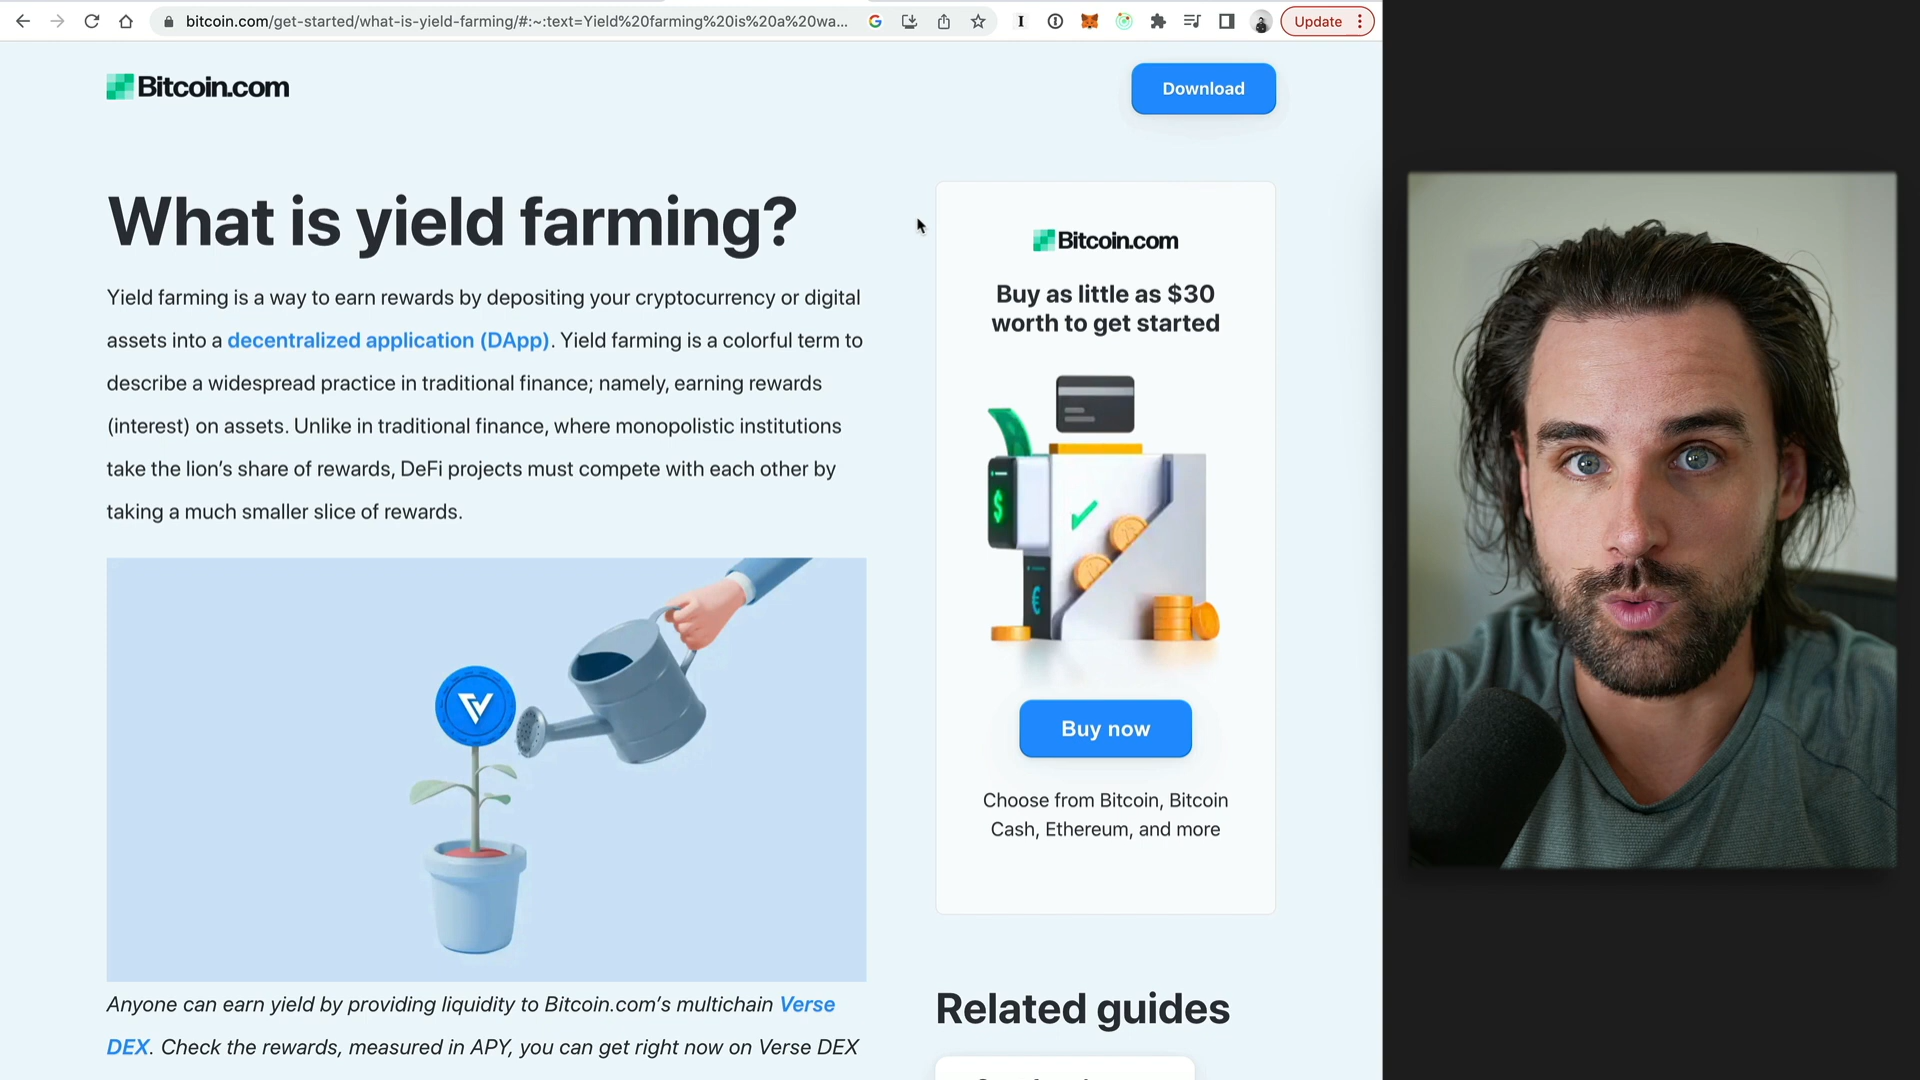 bitcoin.com/get-started/what-is-yield-farming/#:~:text=Yield%20farming%20is%20a%20wa...
Update
Bitcoin.com
Download
What is yield farming?
Yield farming is a way to earn rewards by depositing your cryptocurrency or digital
assets into a decentralized application (DApp). Yield farming is a colorful term to
describe a widespread practice in traditional finance; namely, earning rewards
(interest) on assets. Unlike in traditional finance, where monopolistic institutions
take the lion’s share of rewards, DeFi projects must compete with each other by
taking a much smaller slice of rewards.
Anyone can earn yield by providing liquidity to Bitcoin.com’s multichain Verse
DEX. Check the rewards, measured in APY, you can get right now on Verse DEX
Bitcoin.com
Buy as little as $30
worth to get started
$
€
Buy now
Choose from Bitcoin, Bitcoin
Cash, Ethereum, and more
Related guides